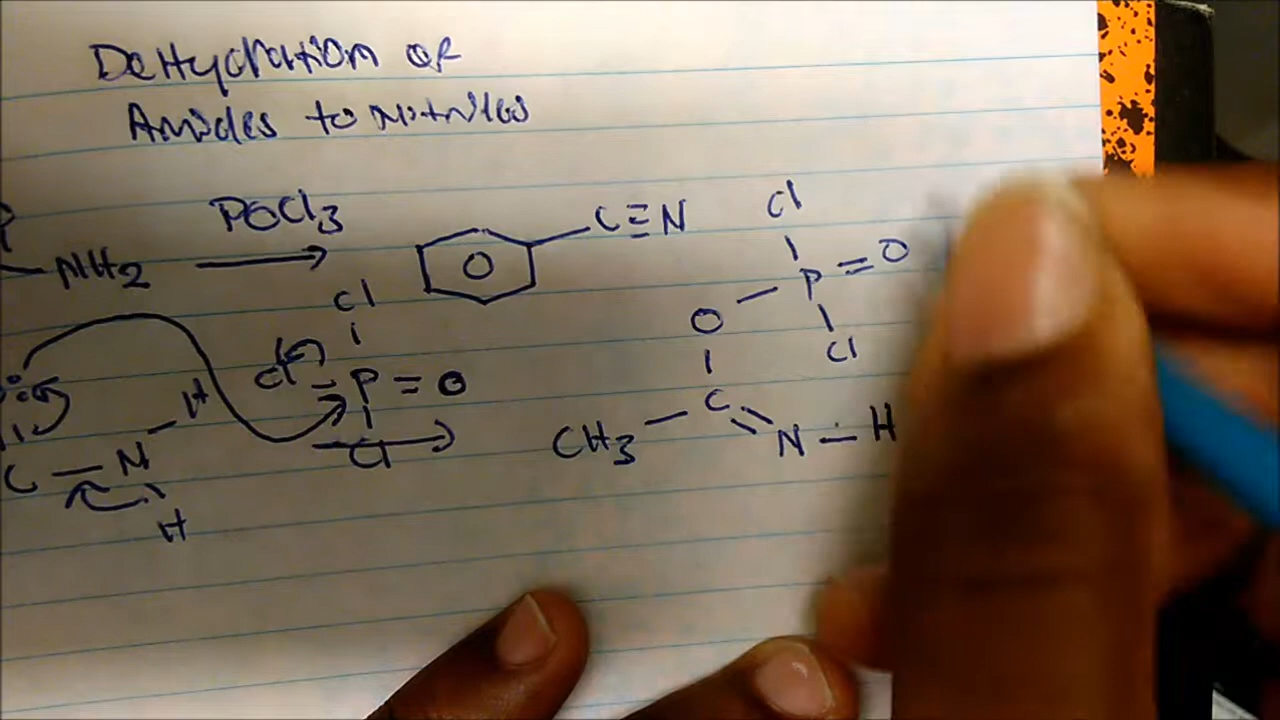 DeHydration of
Amides to Nitriles
NH2 POCl3 C≡N
Cl
Cl - P = O
Cl
H
C - N
H
Cl
O - P = O
Cl
CH3 - C = N - H